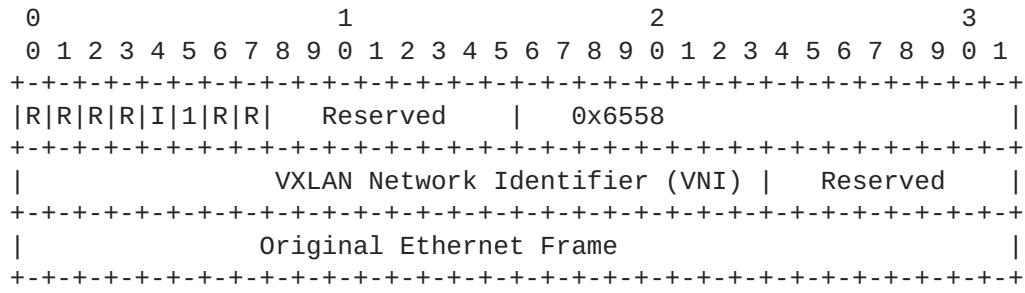 0                   1                   2                   3
 0 1 2 3 4 5 6 7 8 9 0 1 2 3 4 5 6 7 8 9 0 1 2 3 4 5 6 7 8 9 0 1
+-+-+-+-+-+-+-+-+-+-+-+-+-+-+-+-+-+-+-+-+-+-+-+-+-+-+-+-+-+-+-+-+
|R|R|R|R|I|1|R|R|   Reserved    |   0x6558                      |
+-+-+-+-+-+-+-+-+-+-+-+-+-+-+-+-+-+-+-+-+-+-+-+-+-+-+-+-+-+-+-+-+
|                VXLAN Network Identifier (VNI) |   Reserved    |
+-+-+-+-+-+-+-+-+-+-+-+-+-+-+-+-+-+-+-+-+-+-+-+-+-+-+-+-+-+-+-+-+
|               Original Ethernet Frame                         |
+-+-+-+-+-+-+-+-+-+-+-+-+-+-+-+-+-+-+-+-+-+-+-+-+-+-+-+-+-+-+-+-+